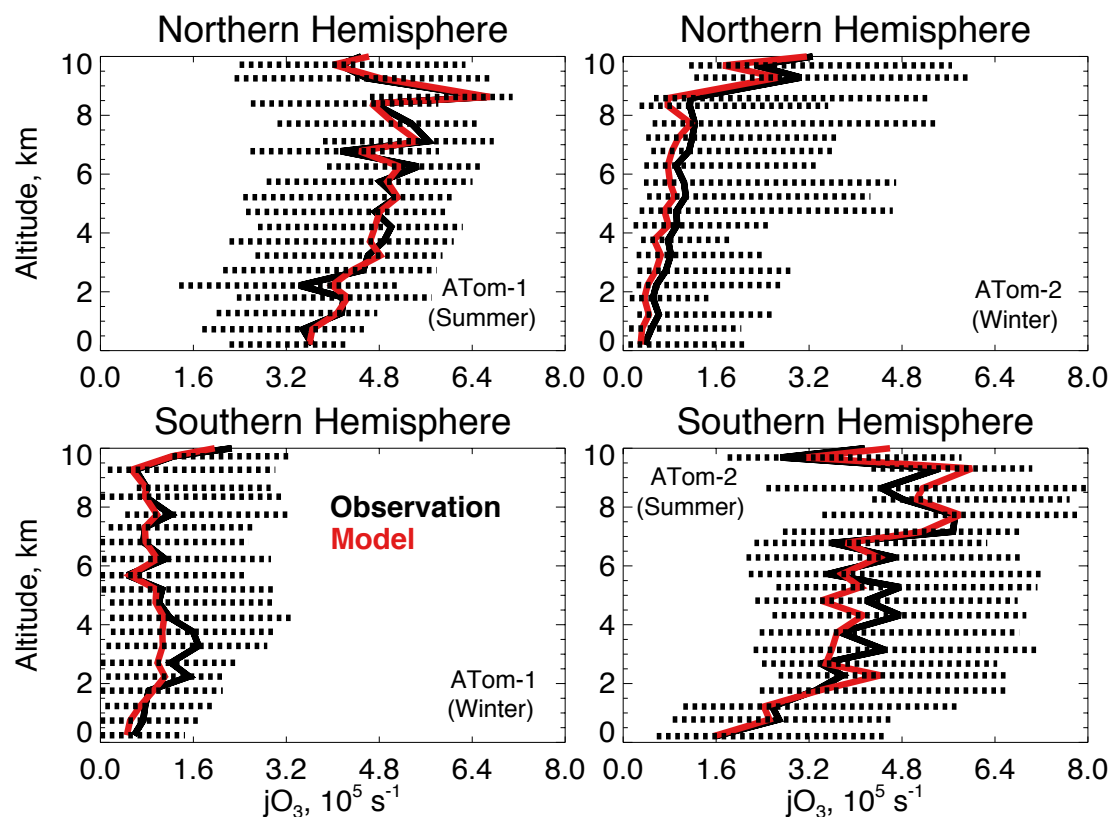 Northern Hemisphere
10
8
6
4
2
0
Altitude, km
ATom-1
(Summer)
0.0 1.6 3.2 4.8 6.4 8.0
Northern Hemisphere
10
8
6
4
2
0
ATom-2
(Winter)
0.0 1.6 3.2 4.8 6.4 8.0
Southern Hemisphere
10
8
6
4
2
0
Altitude, km
Observation
Model
ATom-1
(Winter)
0.0 1.6 3.2 4.8 6.4 8.0
jO₃, 10⁵ s⁻¹
Southern Hemisphere
10
8
6
4
2
0
ATom-2
(Summer)
0.0 1.6 3.2 4.8 6.4 8.0
jO₃, 10⁵ s⁻¹